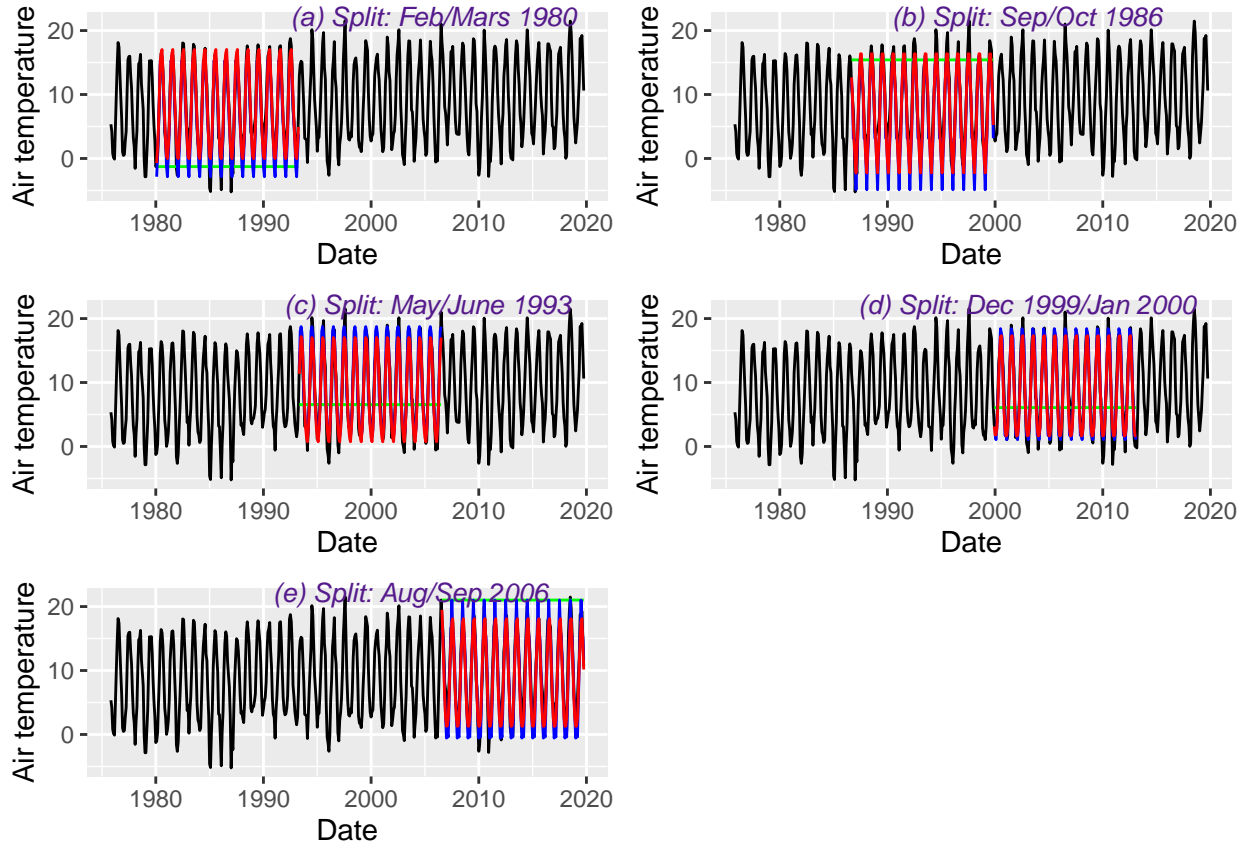 (a) Split: Feb/Mars 1980
Air temperature
20
10
0
1980 1990 2000 2010 2020
Date
(b) Split: Sep/Oct 1986
Air temperature
20
10
0
1980 1990 2000 2010 2020
Date
(c) Split: May/June 1993
Air temperature
20
10
0
1980 1990 2000 2010 2020
Date
(d) Split: Dec 1999/Jan 2000
Air temperature
20
10
0
1980 1990 2000 2010 2020
Date
(e) Split: Aug/Sep 2006
Air temperature
20
10
0
1980 1990 2000 2010 2020
Date